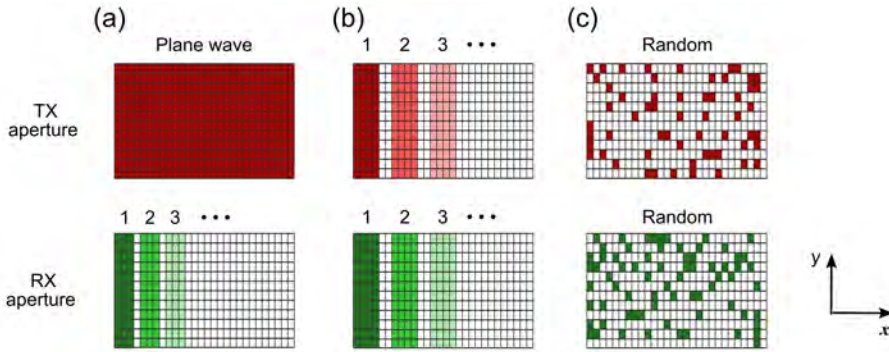 (a) (b) (c)
Plane wave 1 2 3 • • • Random
TX
aperture
1 2 3 • • • 1 2 3 • • • Random
RX
aperture
y
x